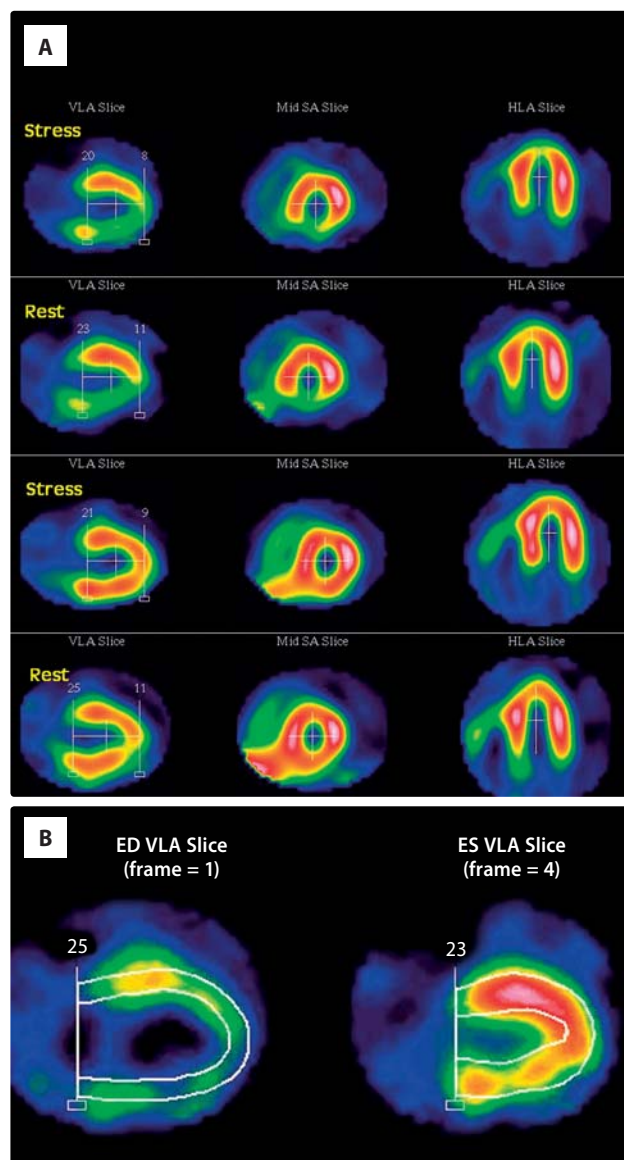 A
VLA Slice Mid SA Slice HLA Slice
Stress
20 8
VLA Slice Mid SA Slice HLA Slice
Rest
23 11
VLA Slice Mid SA Slice HLA Slice
Stress
21 9
VLA Slice Mid SA Slice HLA Slice
Rest
25 11
B
ED VLA Slice ES VLA Slice
(frame = 1) (frame = 4)
25 23